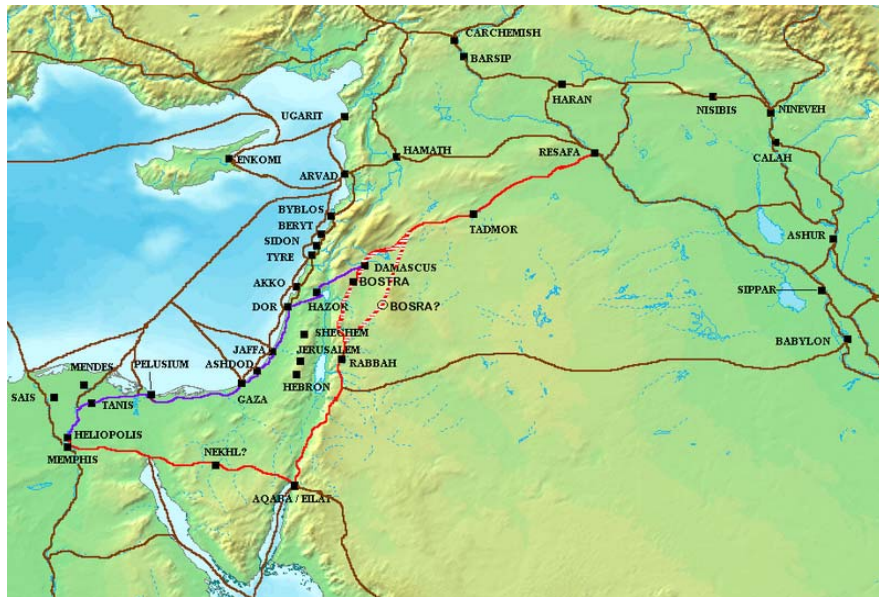 CARCHEMISH
BARSIP
HARAN
NISIBIS
NINEVEH
UGARIT
ENKOMI
HAMATH
RESAFA
CALAH
ARVAD
BYBLOS
BERYT
SIDON
TYRE
TADMOR
ASHUR
DAMASCUS
BOSTRA
AKKO
DOR
HAZOR
BOSRA?
SIPPAR
SHECHEM
BABYLON
JAFFA
JERUSALEM
ASHDOD
RABBAH
HEBRON
MENDES
PELUSIUM
GAZA
SAIS
TANIS
HELIOPOLIS
MEMPHIS
NEKHL?
AQABA / EILAT